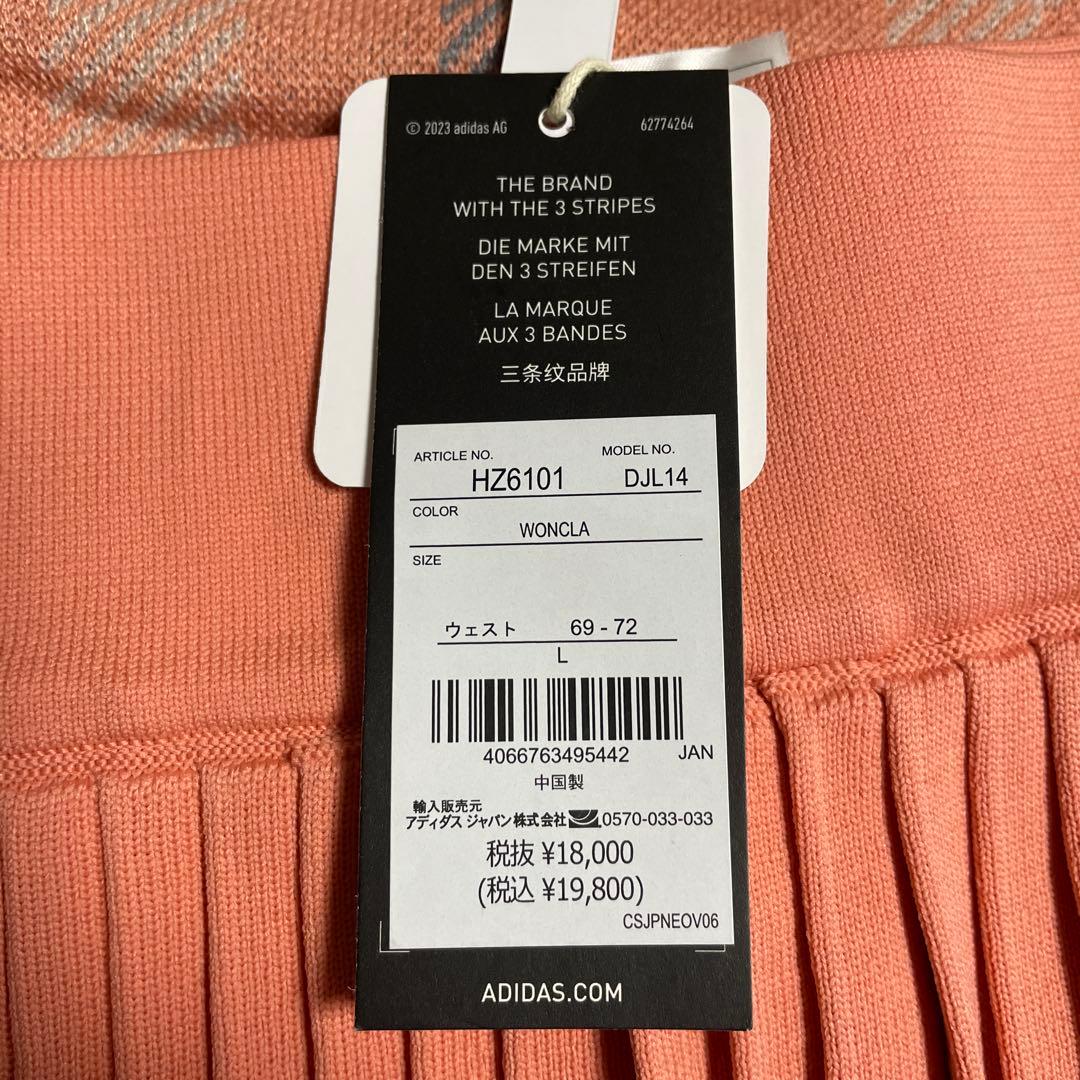 © 2023 adidas AG
62774264
THE BRAND
WITH THE 3 STRIPES
DIE MARKE MIT
DEN 3 STREIFEN
LA MARQUE
AUX 3 BANDES
三条纹品牌
ARTICLE NO.
MODEL NO.
HZ6101
DJL14
COLOR
WONCLA
SIZE
ウェスト 69 - 72
L
4066763495442 JAN
中国製
輸入販売元
アディダス ジャパン株式会社 0570-033-033
税抜 ¥18,000
(税込 ¥19,800)
CSJPNEOV06
ADIDAS.COM